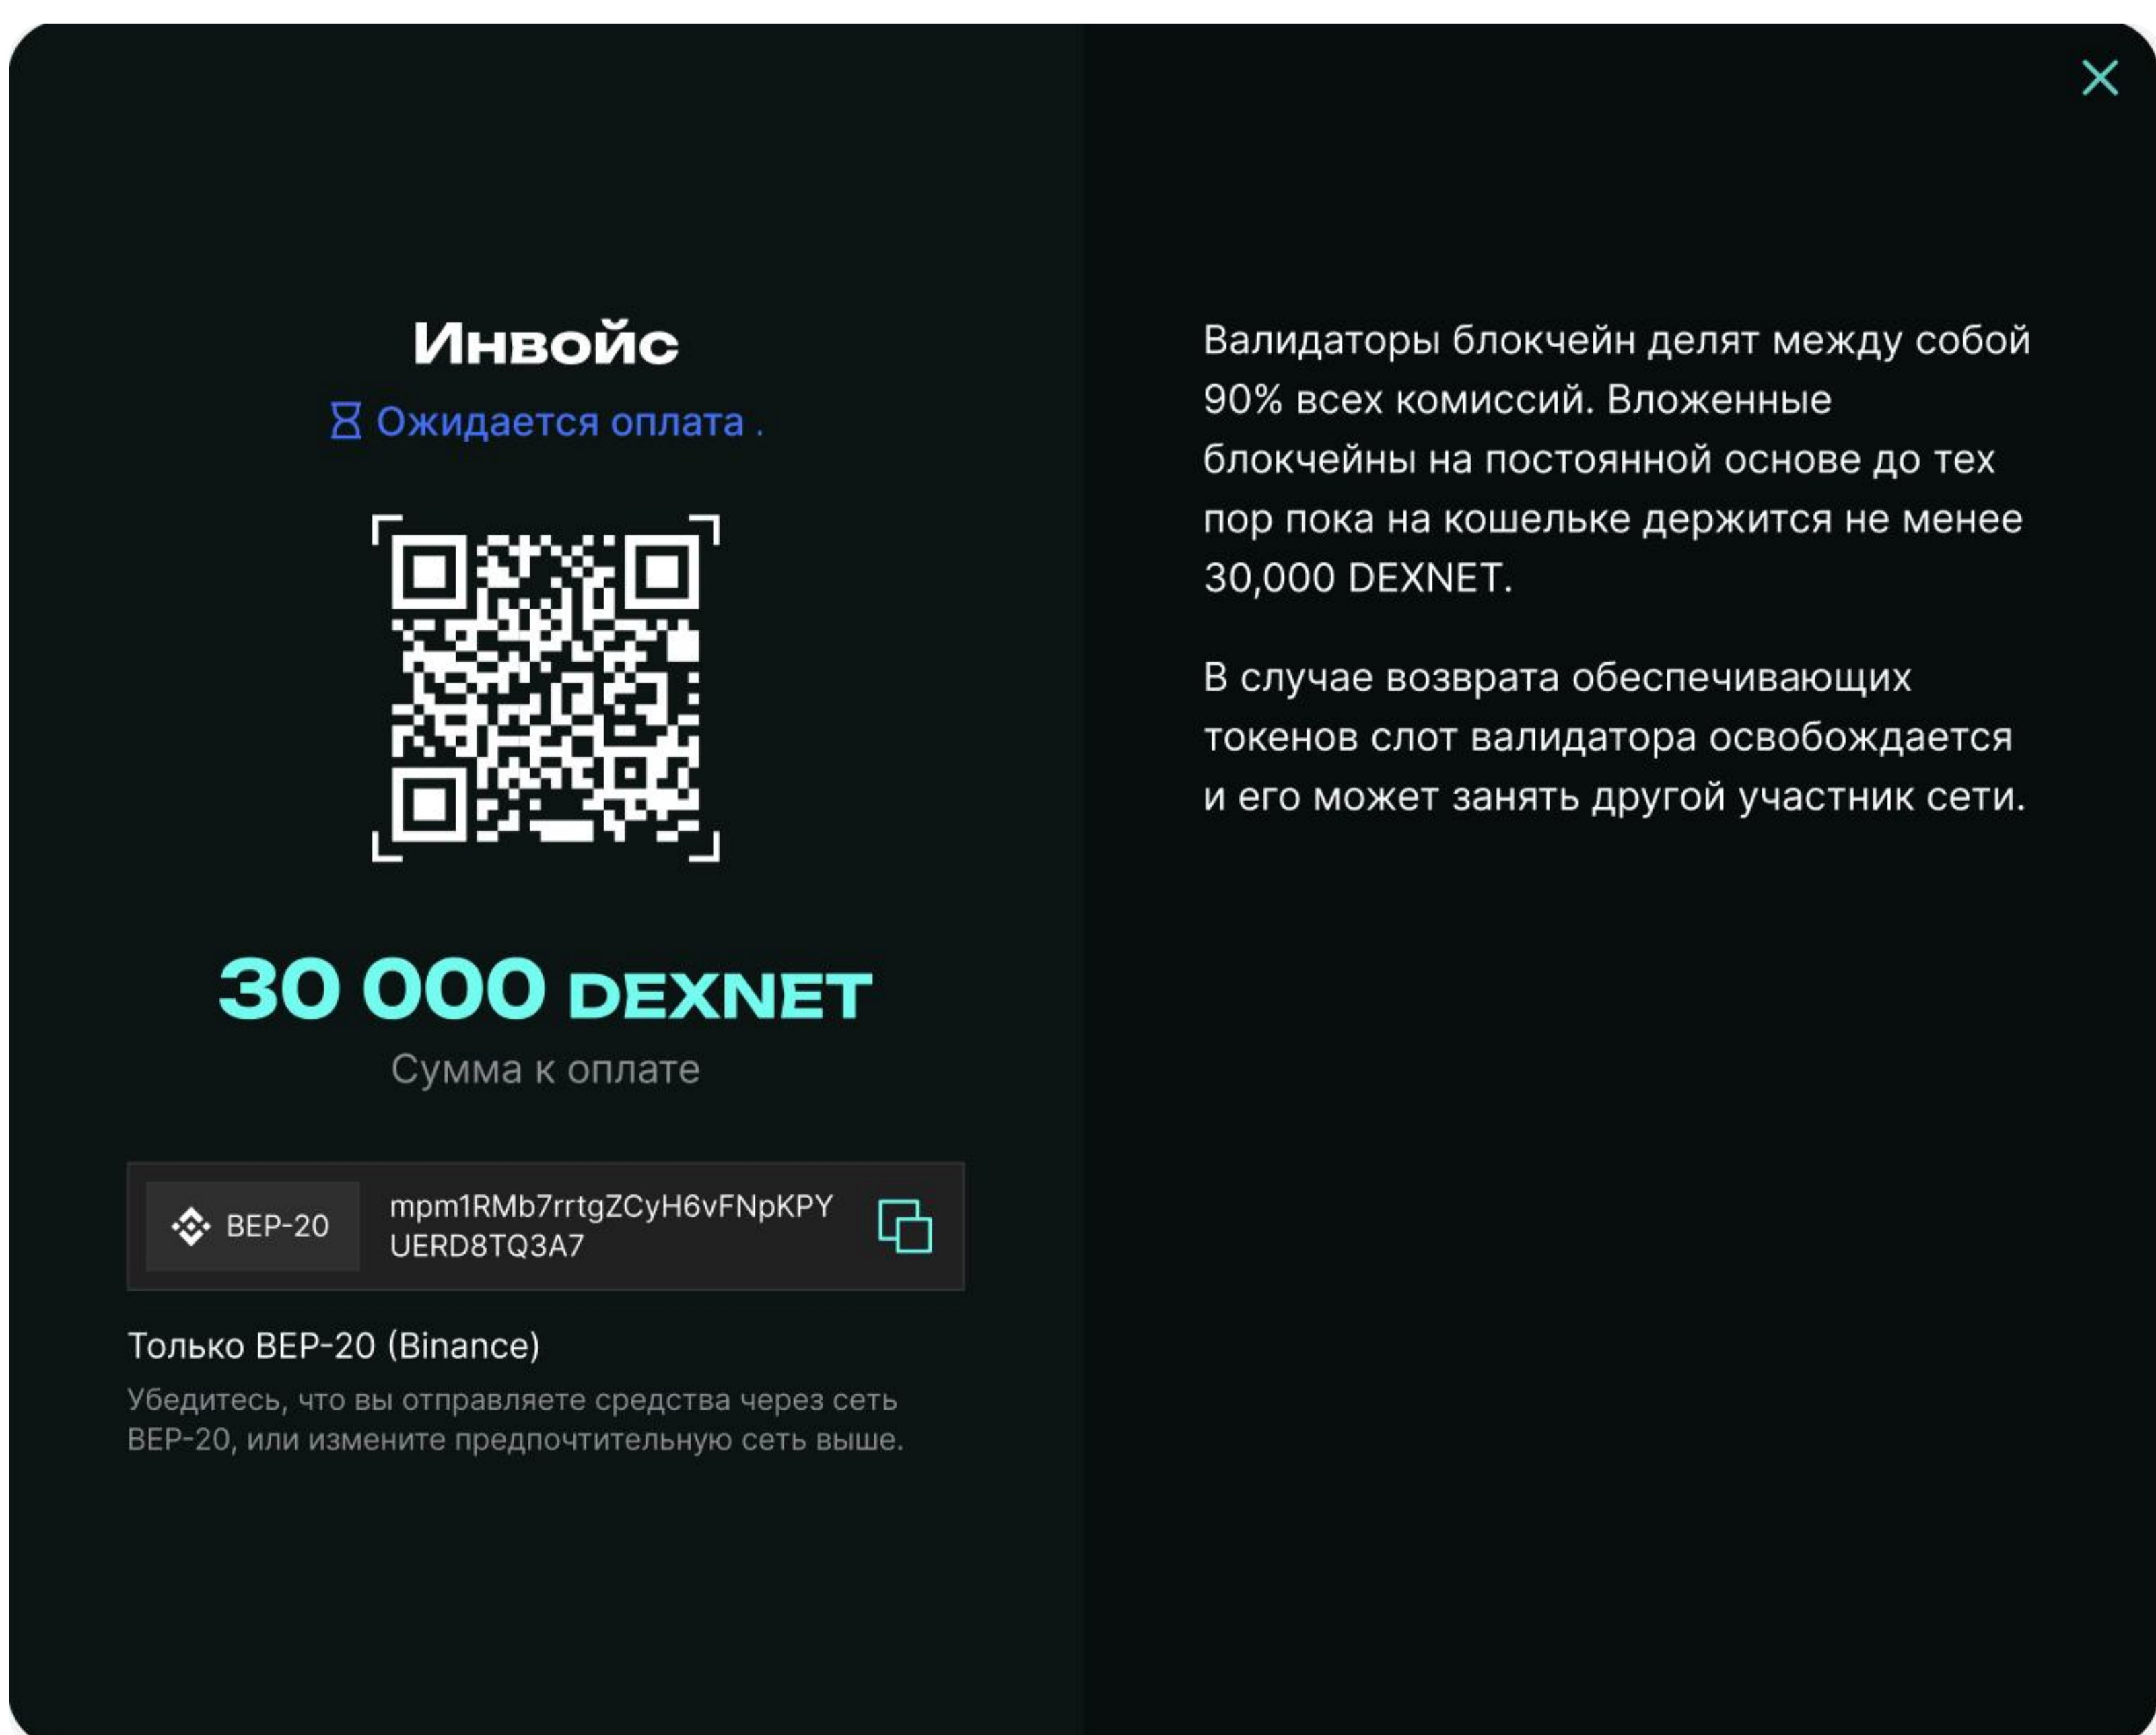 Инвойс
Ожидается оплата .
30 000 DEXNET
Сумма к оплате
BEP-20
mpm1RMb7rrtgZCyH6vFNpKPY
UERD8TQ3A7
Только BEP-20 (Binance)
Убедитесь, что вы отправляете средства через сеть
BEP-20, или измените предпочтительную сеть выше.
Валидаторы блокчейн делят между собой
90% всех комиссий. Вложенные
блокчейны на постоянной основе до тех
пор пока на кошельке держится не менее
30,000 DEXNET.
В случае возврата обеспечивающих
токенов слот валидатора освобождается
и его может занять другой участник сети.